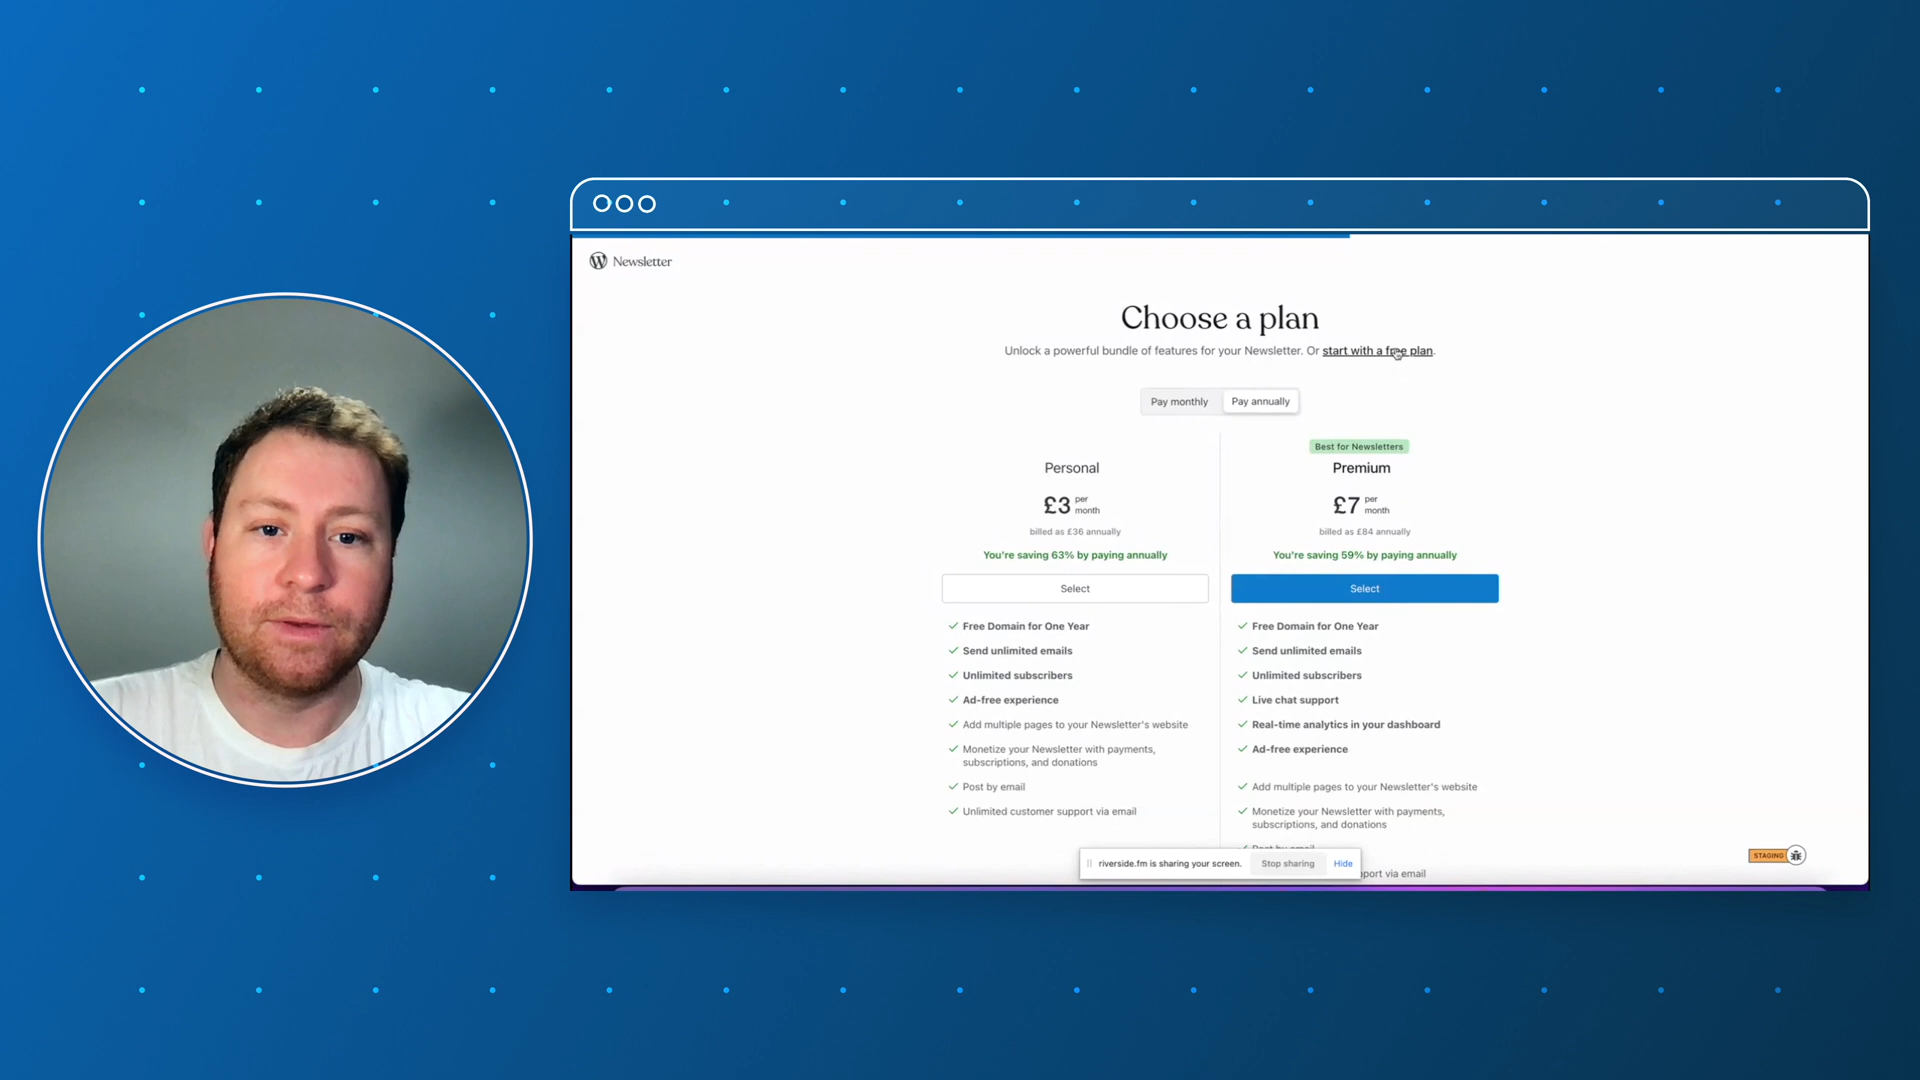 Newsletter
Choose a plan
Unlock a powerful bundle of features for your Newsletter. Or start with a free plan.
Pay monthly
Pay annually
Personal
£3 per month
billed as £36 annually
You're saving 63% by paying annually
Select
Free Domain for One Year
Send unlimited emails
Unlimited subscribers
Ad-free experience
Add multiple pages to your Newsletter's website
Monetize your Newsletter with payments,
subscriptions, and donations
Post by email
Unlimited customer support via email
Best for Newsletters
Premium
£7 per month
billed as £84 annually
You're saving 59% by paying annually
Select
Free Domain for One Year
Send unlimited emails
Unlimited subscribers
Live chat support
Real-time analytics in your dashboard
Ad-free experience
Add multiple pages to your Newsletter's website
Monetize your Newsletter with payments,
subscriptions, and donations
port via email
riverside.fm is sharing your screen.
Stop sharing
Hide
STAGING